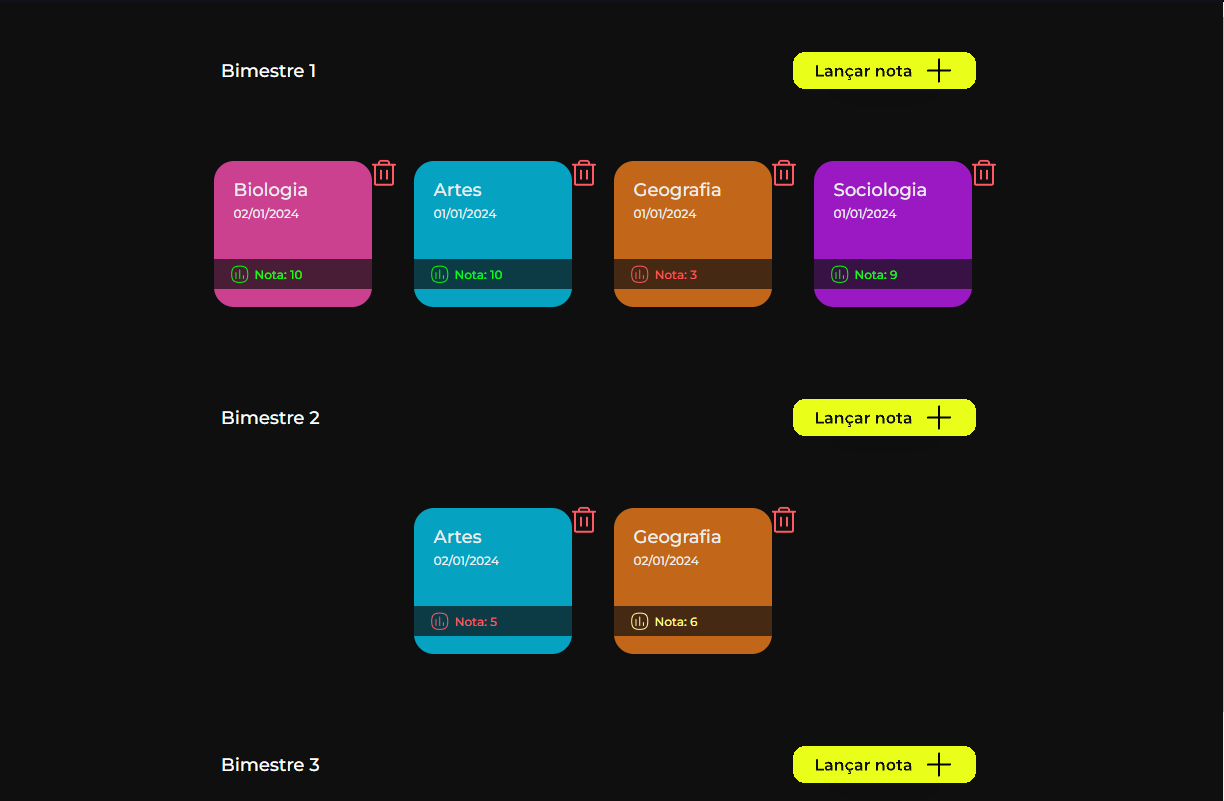 Bimestre 1
Lançar nota
Biologia
02/01/2024
Nota: 10
Artes
01/01/2024
Nota: 10
Geografia
01/01/2024
Nota: 3
Sociologia
01/01/2024
Nota: 9
Bimestre 2
Lançar nota
Artes
02/01/2024
Nota: 5
Geografia
02/01/2024
Nota: 6
Bimestre 3
Lançar nota